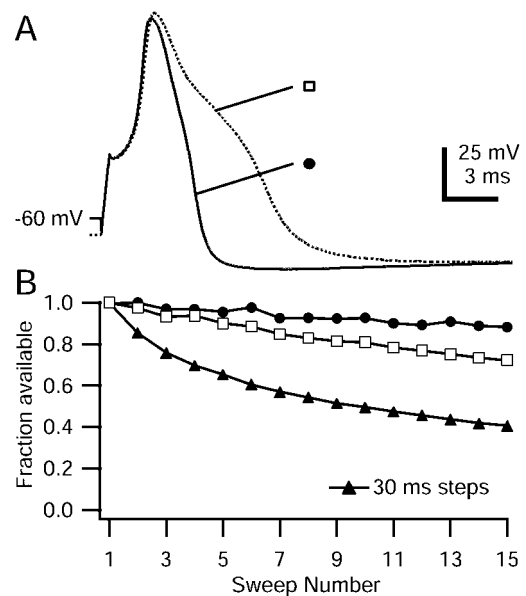 A
25 mV
3 ms
-60 mV
B
Fraction available
1.0
0.8
0.6
0.4
0.2
0.0
30 ms steps
1 3 5 7 9 11 13 15
Sweep Number